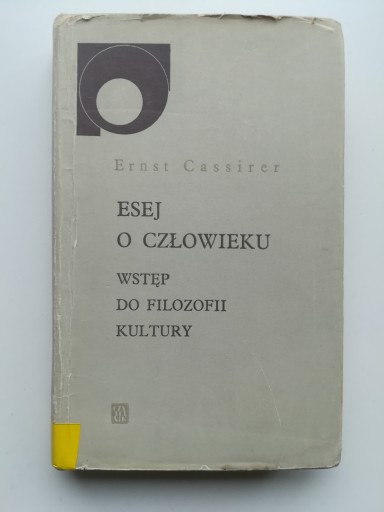 Ernst Cassirer
ESEJ
O CZŁOWIEKU
WSTĘP
DO FILOZOFII
KULTURY